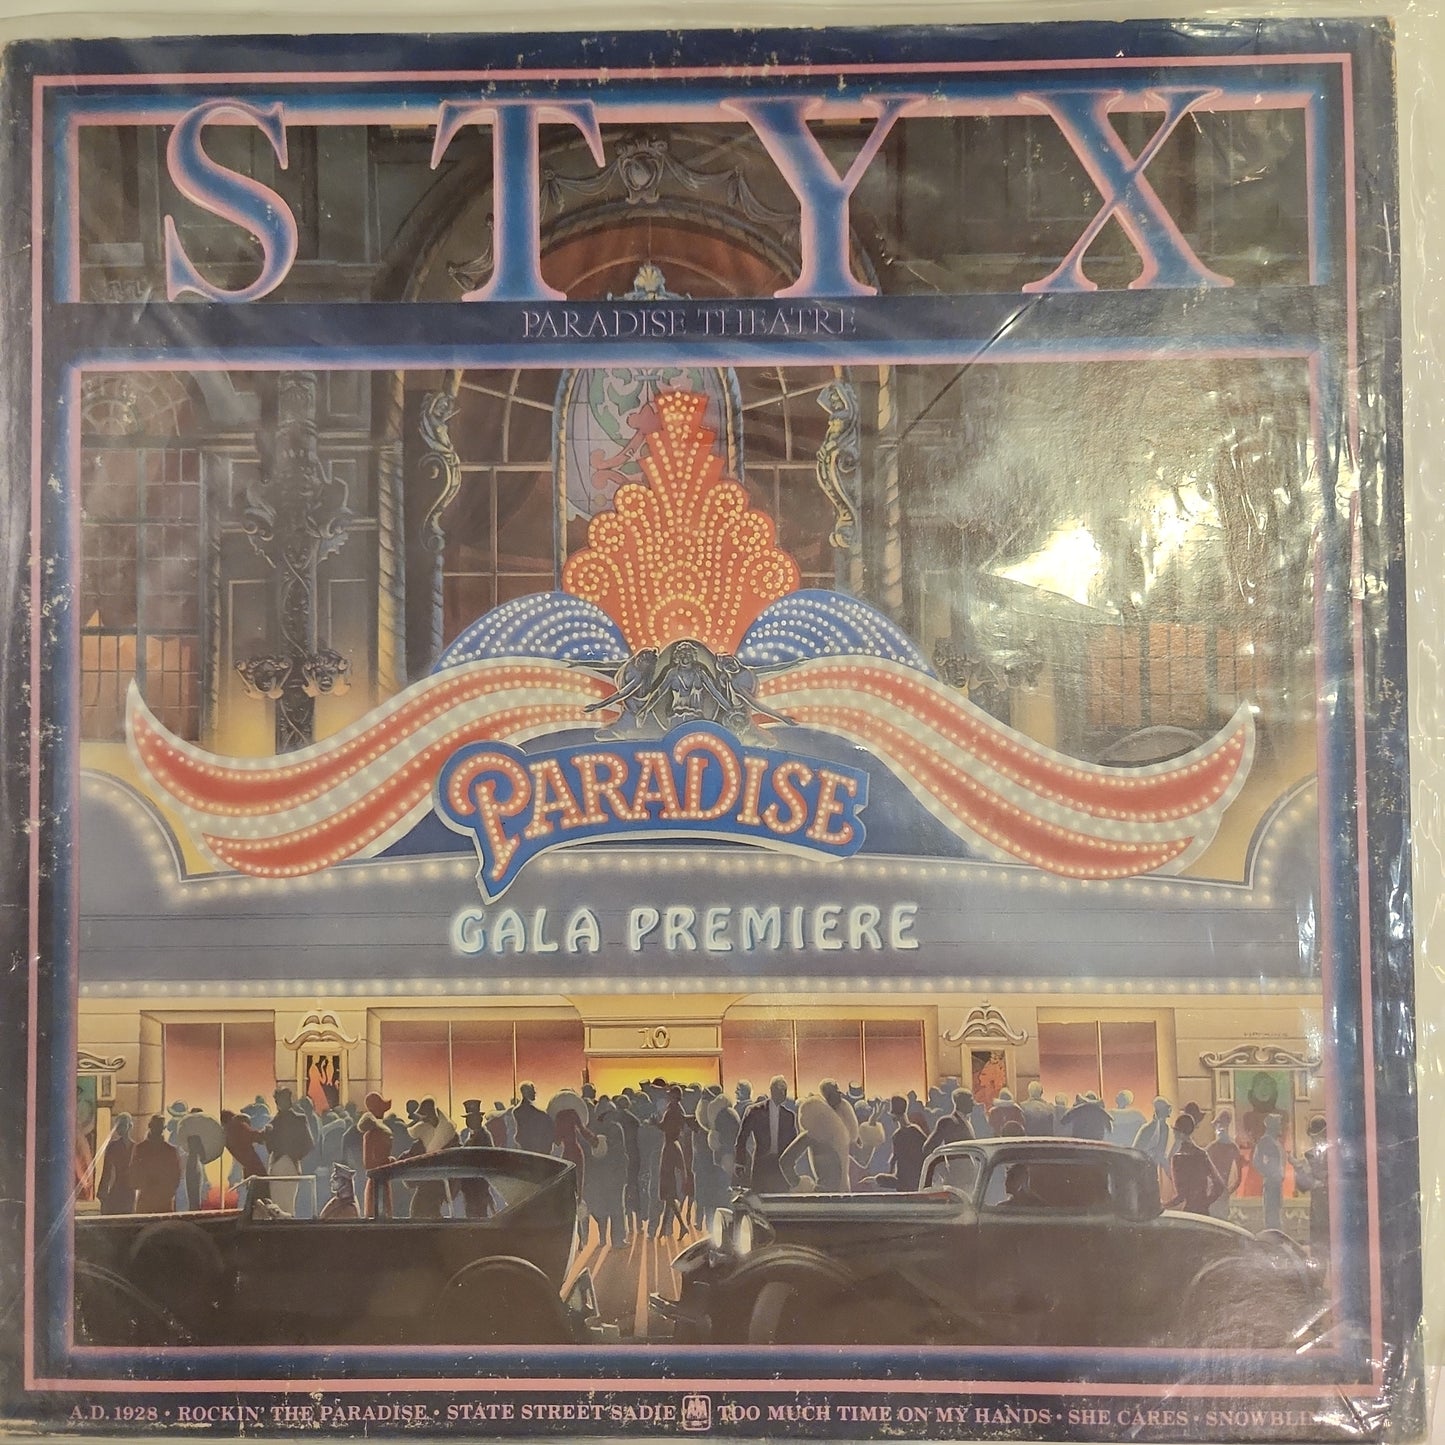 STYX
PARADISE THEATRE
PARADISE
GALA PREMIERE
10
A.D. 1928 • ROCKIN' THE PARADISE • STATE STREET SADIE A&M TOO MUCH TIME ON MY HANDS • SHE CARES • SNOWBLI